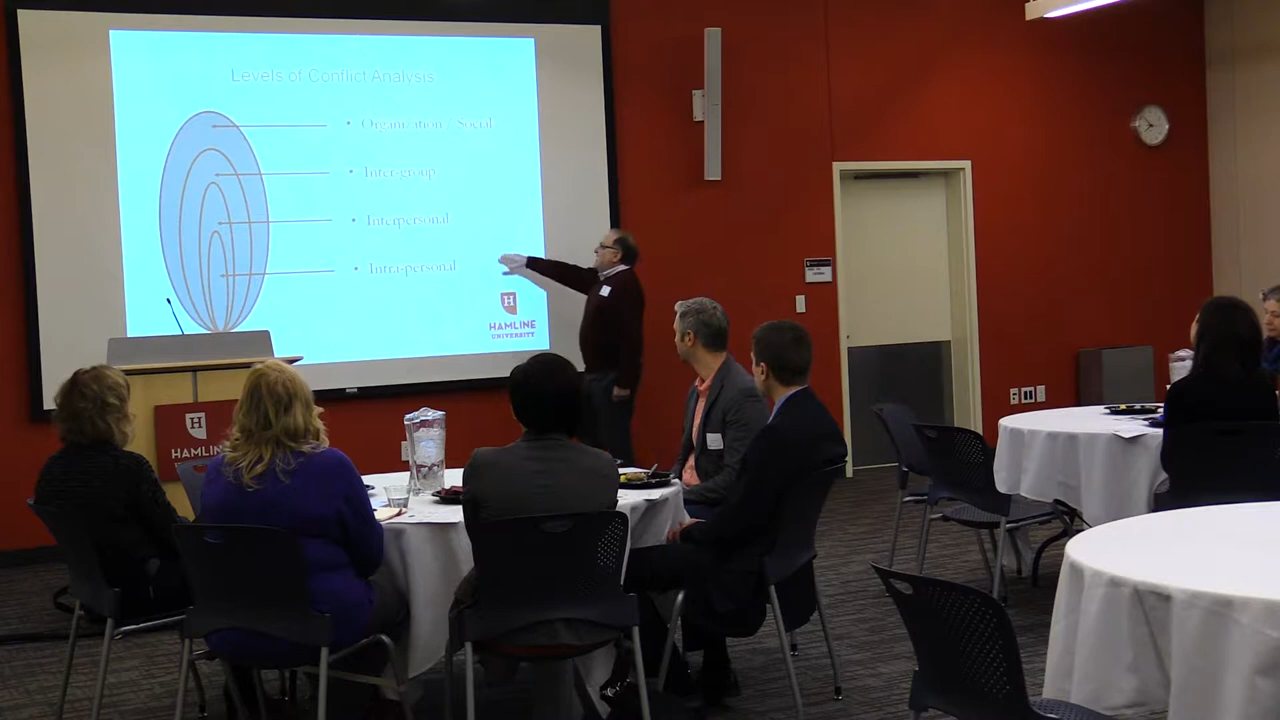 Levels of Conflict Analysis
• Organization / Social
• Inter-group
• Interpersonal
• Intra-personal
H
HAMLINE
UNIVERSITY
H
HAMLINE